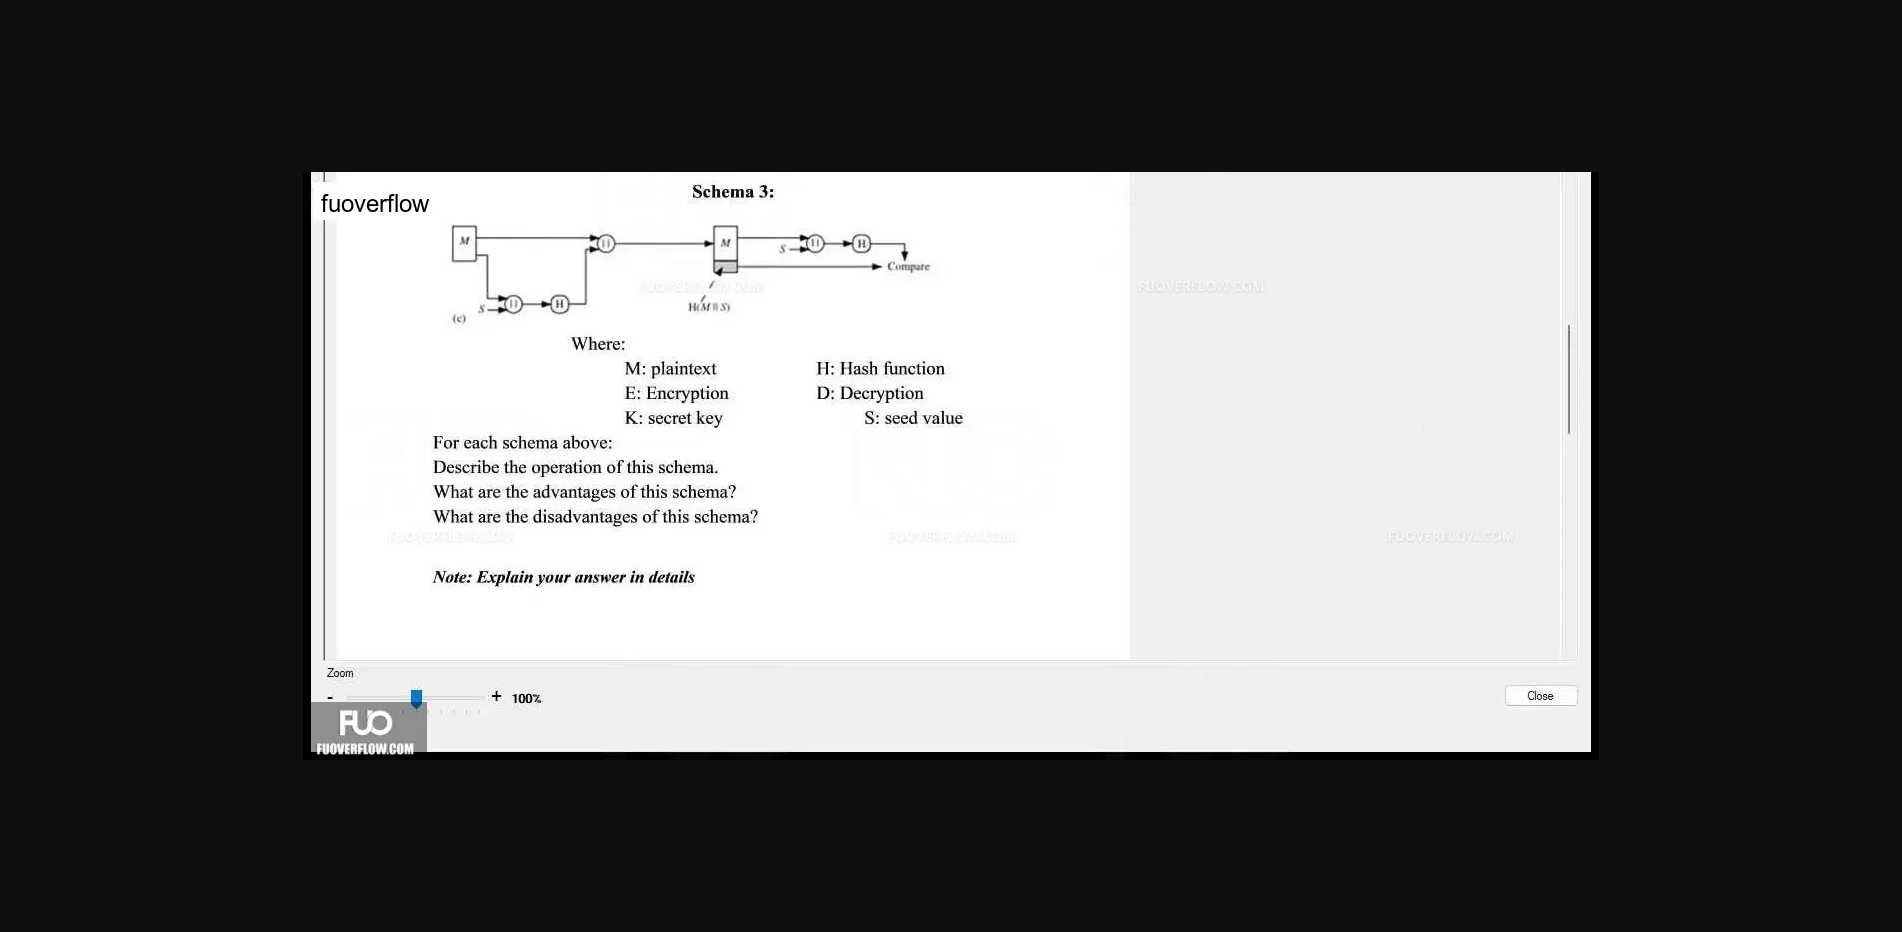 fuoverflow
Schema 3:
M
||
M
S
||
H
Compare
S
||
H
H(M || S)
(c)
FUOVERFLOW.COM
Where:
M: plaintext
H: Hash function
E: Encryption
D: Decryption
K: secret key
S: seed value
For each schema above:
Describe the operation of this schema.
What are the advantages of this schema?
What are the disadvantages of this schema?
FUOVERFLOW.COM
FUOVERFLOW.COM
FUOVERFLOW.COM
Note: Explain your answer in details
Zoom
-
+
100%
Close
FUO
FUOVERFLOW.COM